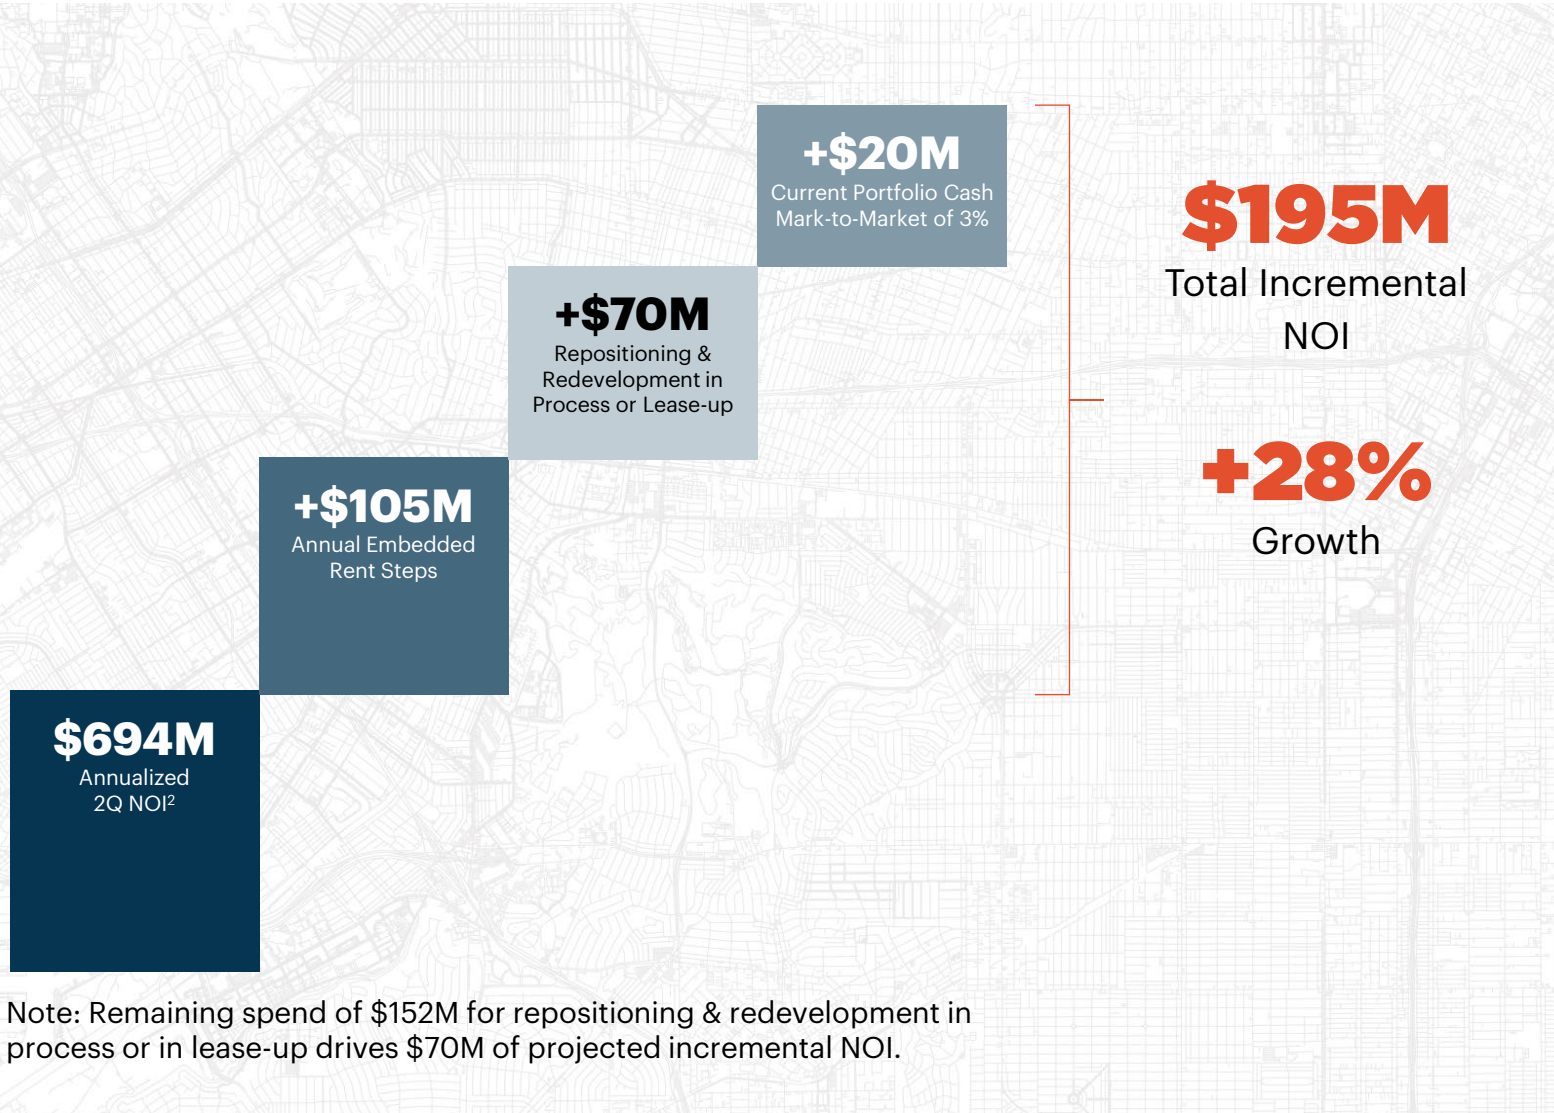 +$20M
Current Portfolio Cash
Mark-to-Market of 3%
+$70M
Repositioning &
Redevelopment in
Process or Lease-up
+$105M
Annual Embedded
Rent Steps
$694M
Annualized
2Q NOI²
$195M
Total Incremental
NOI
+28%
Growth
Note: Remaining spend of $152M for repositioning & redevelopment in
process or in lease-up drives $70M of projected incremental NOI.